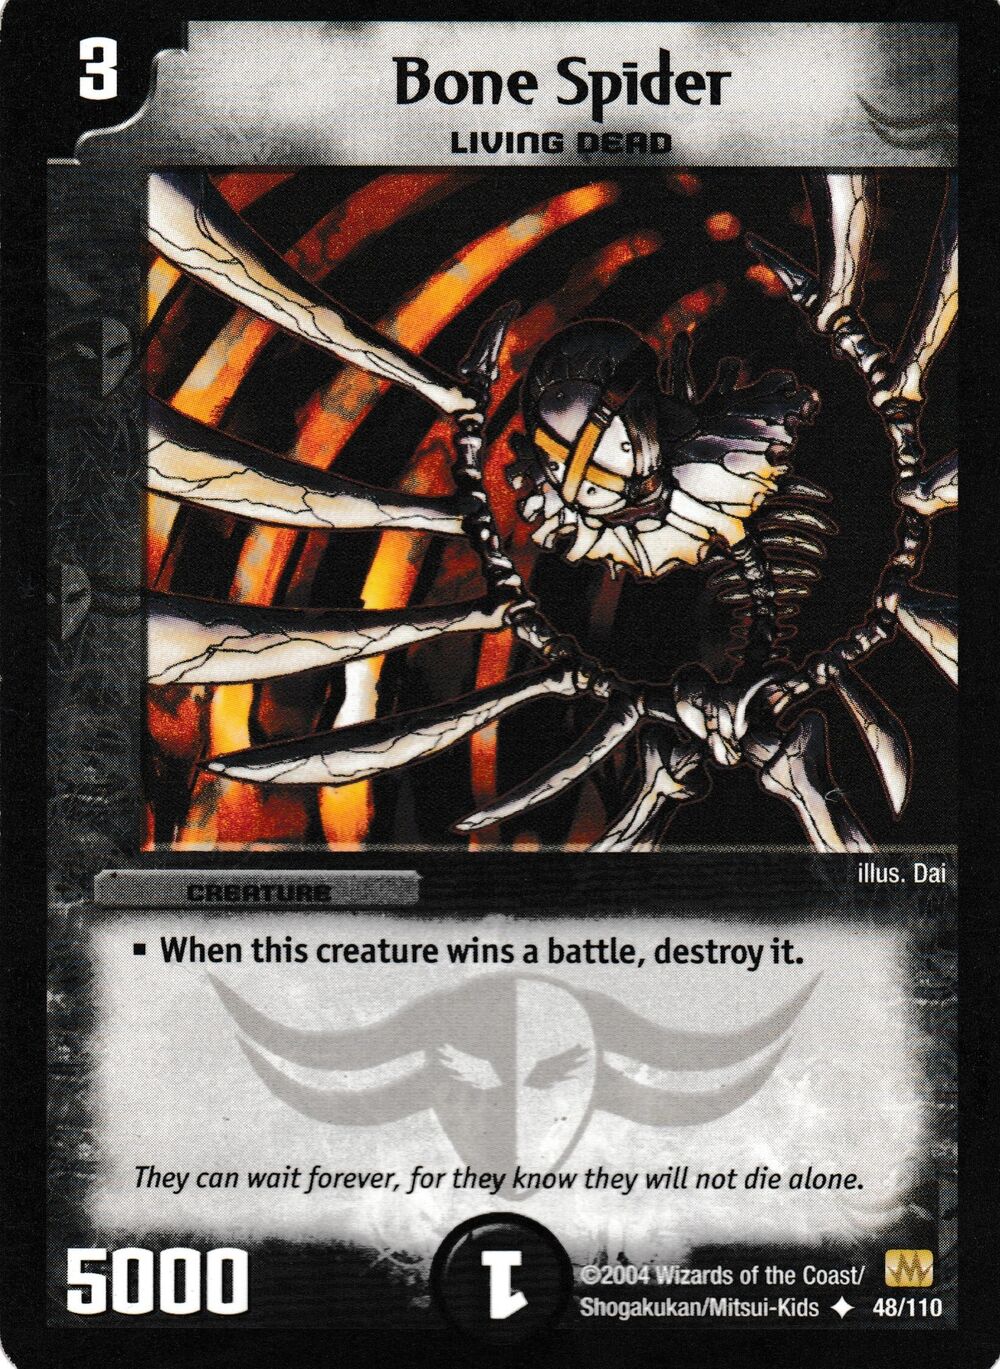 3
Bone Spider
LIVING DEAD
illus. Dai
CREATURE
▪ When this creature wins a battle, destroy it.
They can wait forever, for they know they will not die alone.
5000
1
©2004 Wizards of the Coast/
Shogakukan/Mitsui-Kids ✦ 48/110